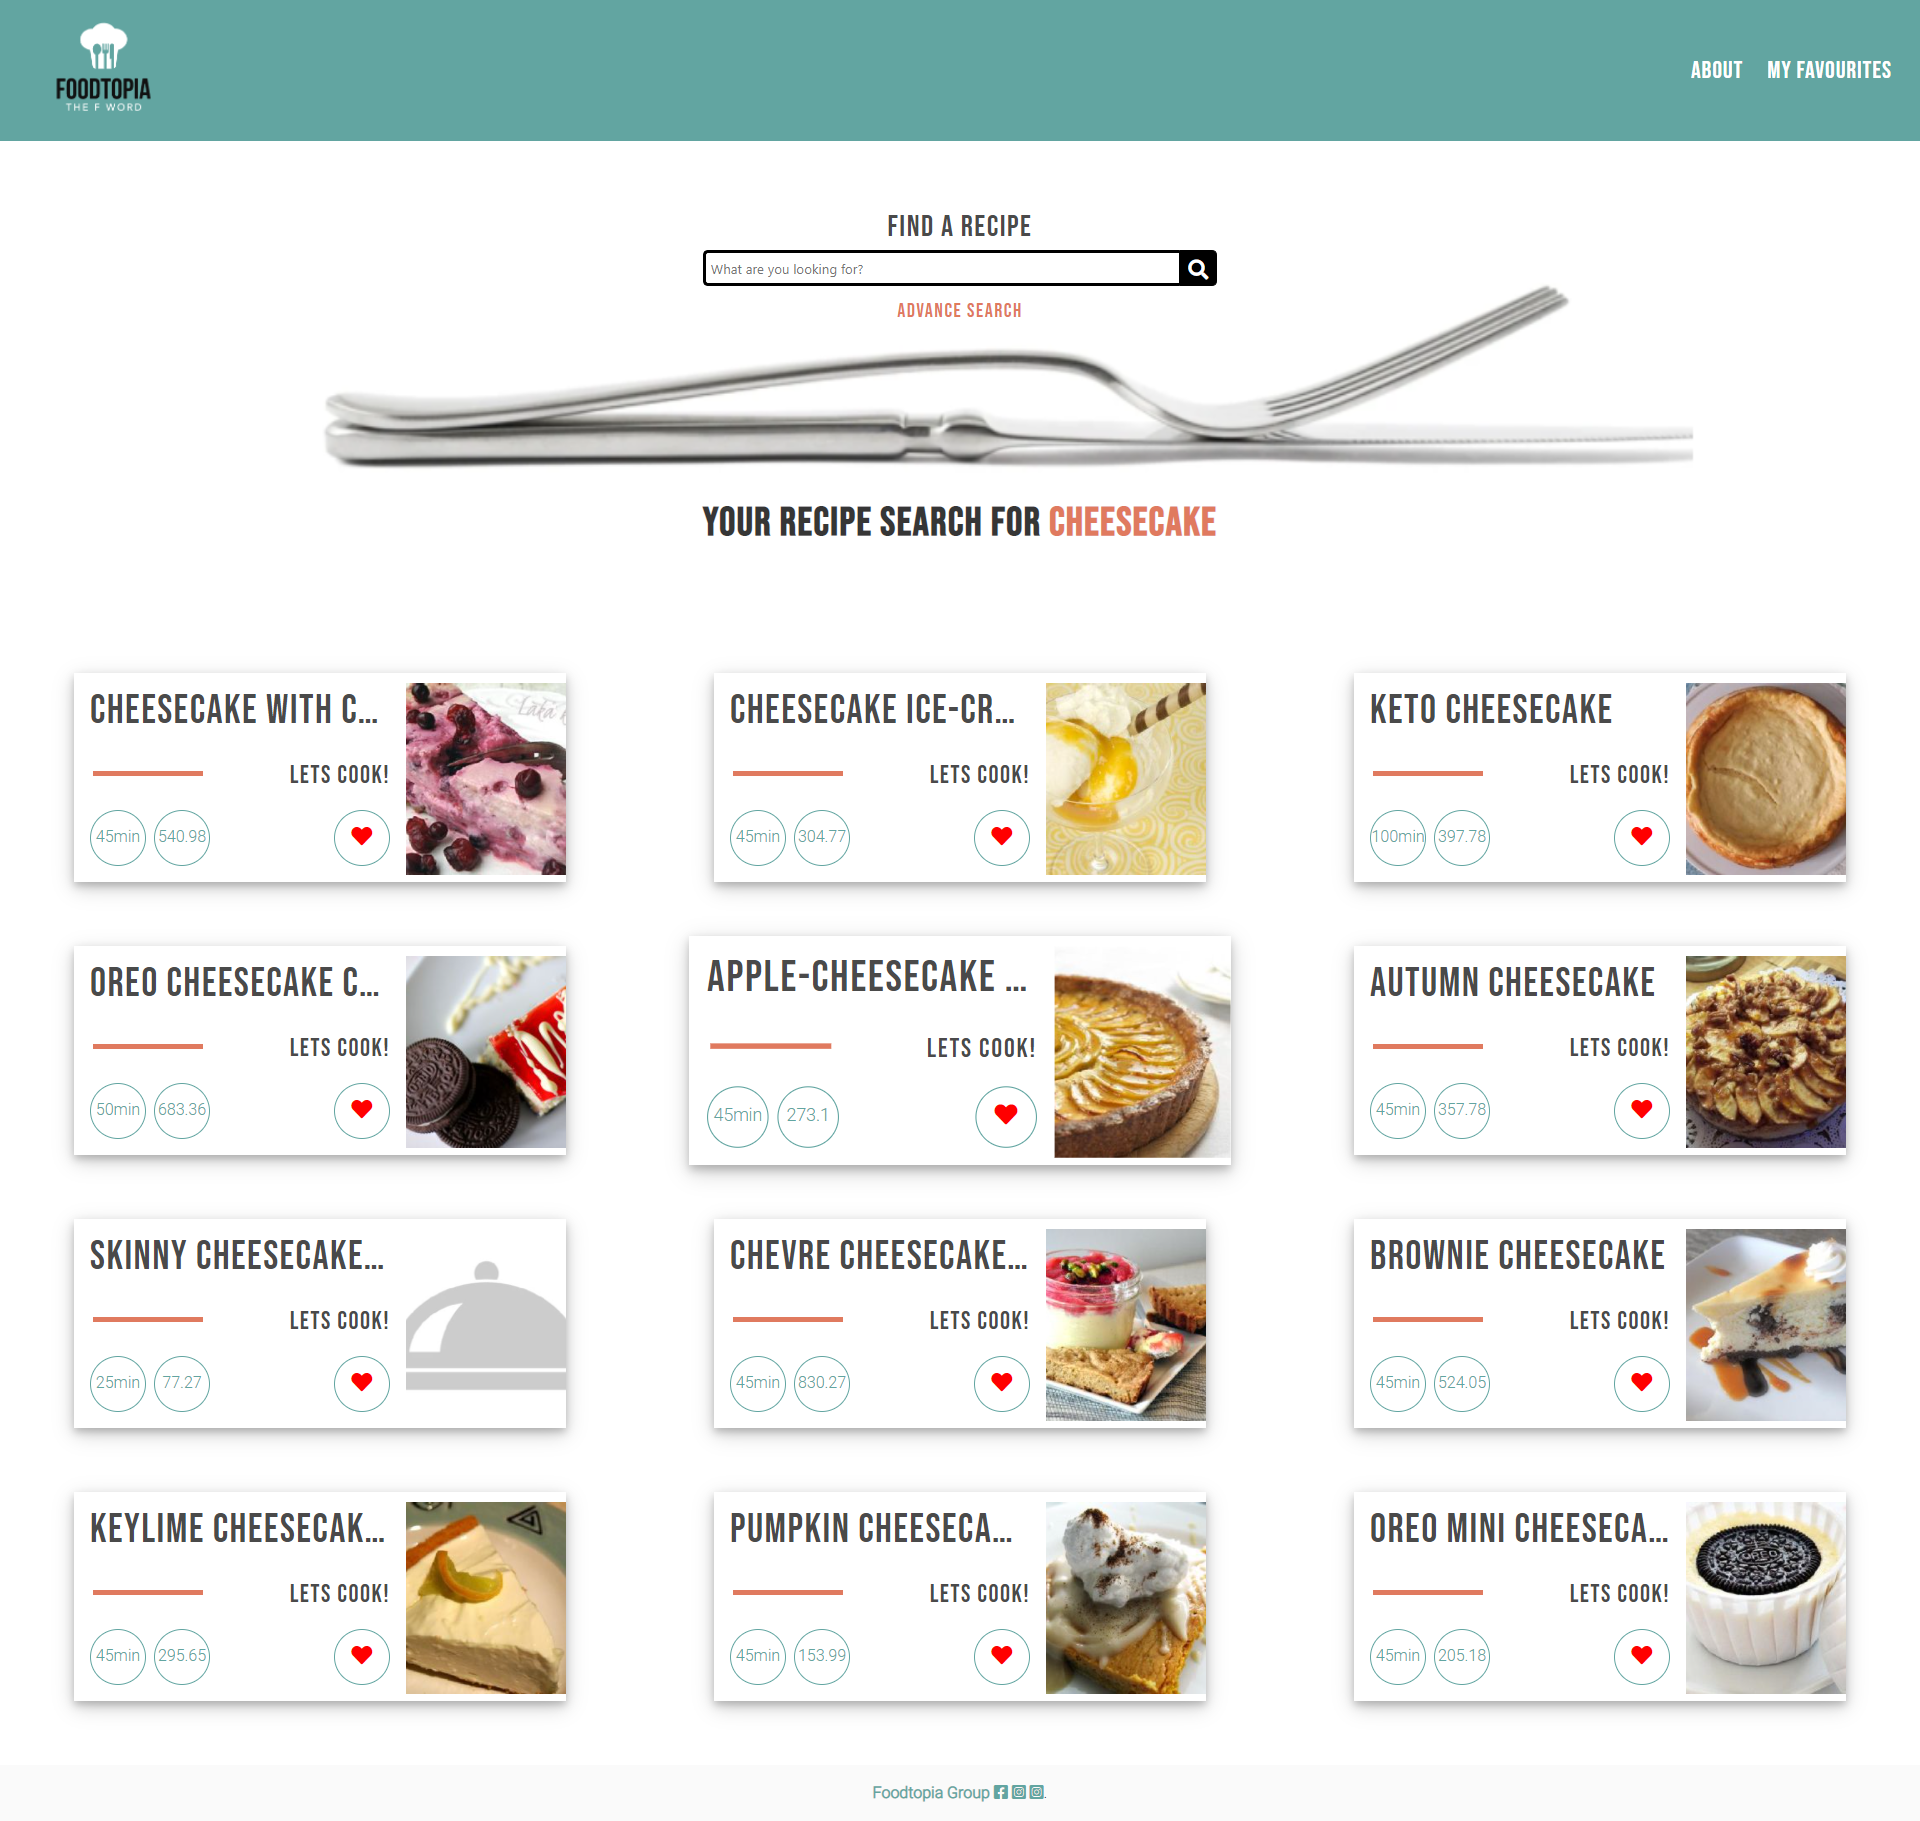 FOODTOPIA
THE F WORD
ABOUT MY FAVOURITES
FIND A RECIPE
What are you looking for?
ADVANCE SEARCH
YOUR RECIPE SEARCH FOR CHEESECAKE
CHEESECAKE WITH C...
LETS COOK!
45min 540.98
CHEESECAKE ICE-CR...
LETS COOK!
45min 304.77
KETO CHEESECAKE
LETS COOK!
100min 397.78
OREO CHEESECAKE C...
LETS COOK!
50min 683.36
APPLE-CHEESECAKE ...
LETS COOK!
45min 273.1
AUTUMN CHEESECAKE
LETS COOK!
45min 357.78
SKINNY CHEESECAKE...
LETS COOK!
25min 77.27
CHEVRE CHEESECAKE...
LETS COOK!
45min 830.27
BROWNIE CHEESECAKE
LETS COOK!
45min 524.05
KEYLIME CHEESECAK...
LETS COOK!
45min 295.65
PUMPKIN CHEESECA...
LETS COOK!
45min 153.99
OREO MINI CHEESECA...
LETS COOK!
45min 205.18
OREO
Foodtopia Group .